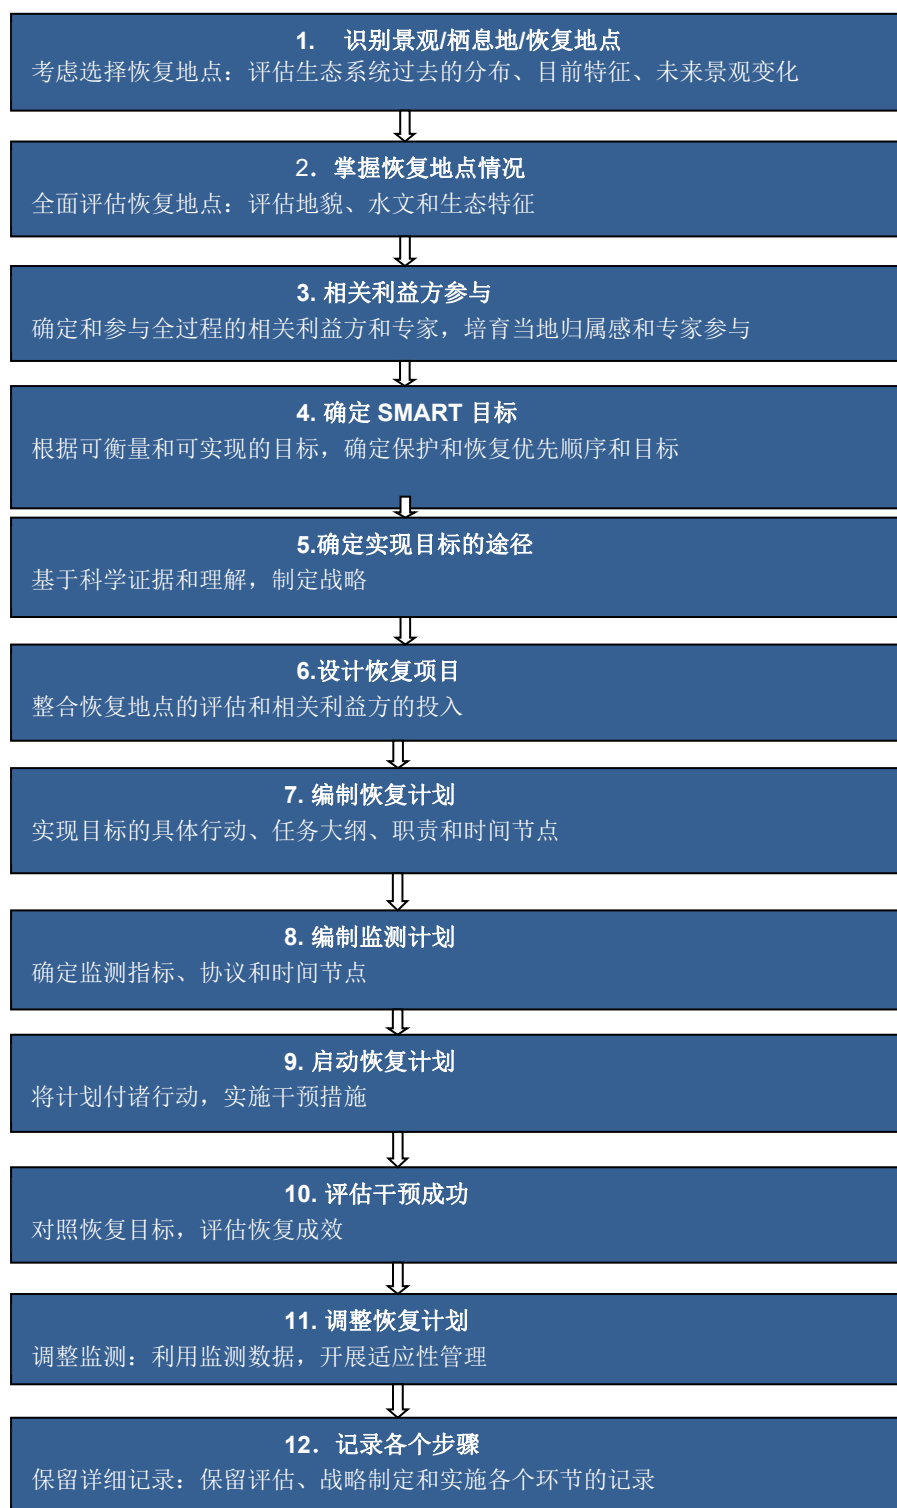 1. 识别景观/栖息地/恢复地点
考虑选择恢复地点：评估生态系统过去的分布、目前特征、未来景观变化
2. 掌握恢复地点情况
全面评估恢复地点：评估地貌、水文和生态特征
3. 相关利益方参与
确定和参与全过程的相关利益方和专家，培育当地归属感和专家参与
4. 确定 SMART 目标
根据可衡量和可实现的目标，确定保护和恢复优先顺序和目标
5.确定实现目标的途径
基于科学证据和理解，制定战略
6.设计恢复项目
整合恢复地点的评估和相关利益方的投入
7. 编制恢复计划
实现目标的具体行动、任务大纲、职责和时间节点
8. 编制监测计划
确定监测指标、协议和时间节点
9. 启动恢复计划
将计划付诸行动，实施干预措施
10. 评估干预成功
对照恢复目标，评估恢复成效
11. 调整恢复计划
调整监测：利用监测数据，开展适应性管理
12. 记录各个步骤
保留详细记录：保留评估、战略制定和实施各个环节的记录